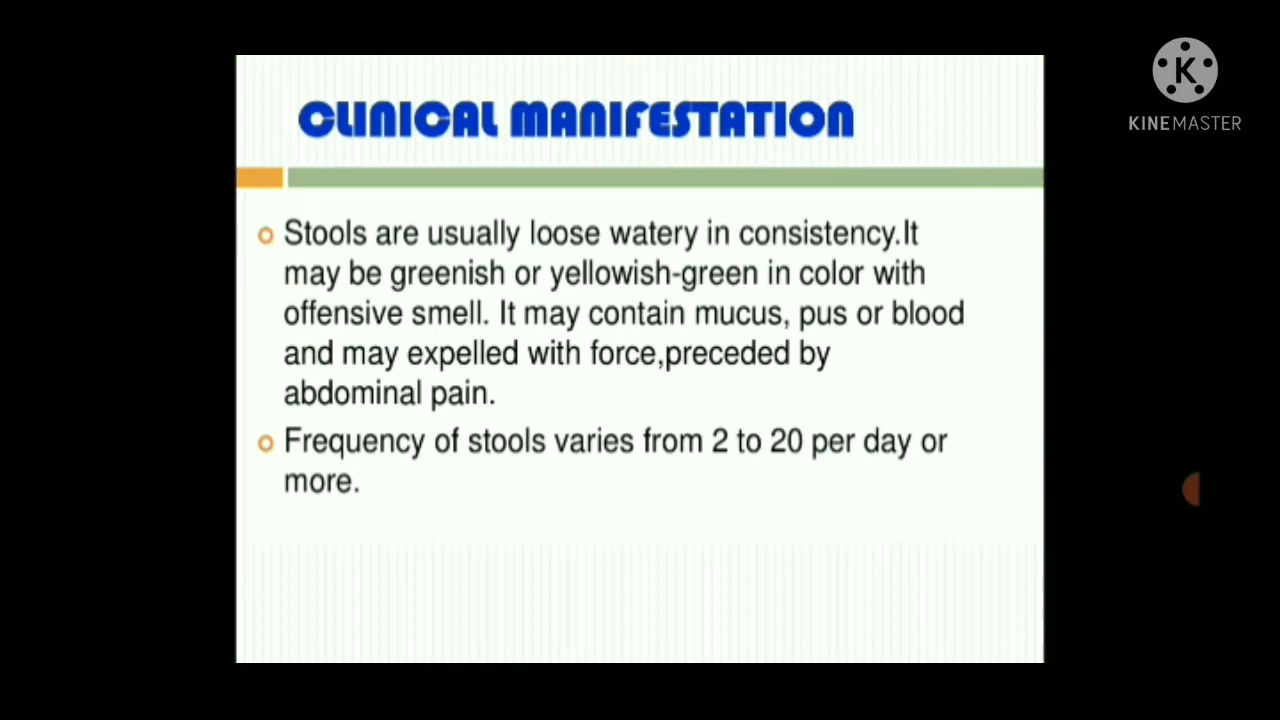 CLINICAL MANIFESTATION
Stools are usually loose watery in consistency.It
may be greenish or yellowish-green in color with
offensive smell. It may contain mucus, pus or blood
and may expelled with force,preceded by
abdominal pain.
Frequency of stools varies from 2 to 20 per day or
more.
K
KINEMASTER